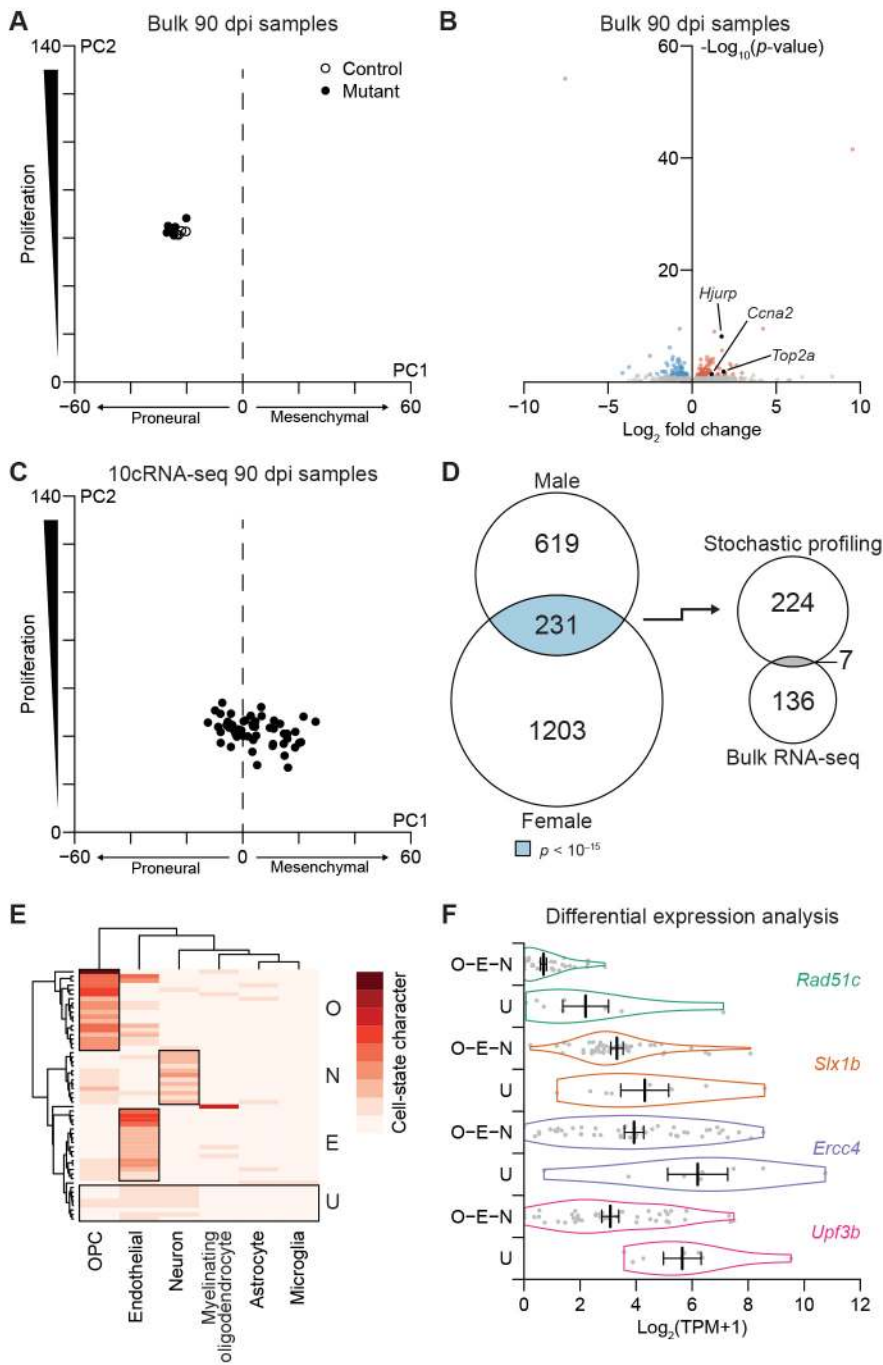 A
Bulk 90 dpi samples
140
PC2
Control
Mutant
Proliferation
0
PC1
−60
Proneural
0
Meschymal
60
B
Bulk 90 dpi samples
60
-Log10(p-value)
40
20
Hjurp
Ccna2
Top2a
−10
−5
0
5
10
Log2 fold change
C
10cRNA-seq 90 dpi samples
140
PC2
Proliferation
0
PC1
−60
Proneural
0
Mesenchymal
60
D
Male
619
231
1203
Female
p < 10−15
Stochastic profiling
224
7
136
Bulk RNA-seq
E
O
N
E
U
Cell-state character
OPC
Endothelial
Neuron
Myelinating
oligodendrocyte
Astrocyte
Microglia
F
Differential expression analysis
O−E−N
Rad51c
U
O−E−N
Slx1b
U
O−E−N
Ercc4
U
O−E−N
Upf3b
U
0
2
4
6
8
10
12
Log2(TPM+1)